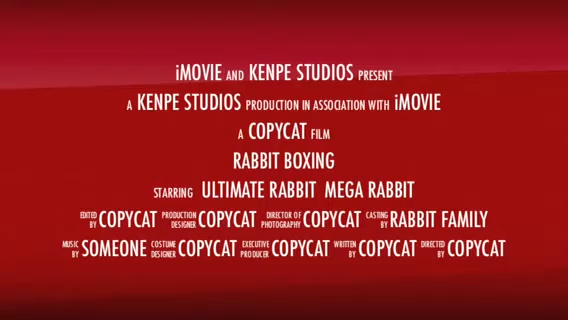 iMOVIE AND KENPE STUDIOS PRESENT
A KENPE STUDIOS PRODUCTION IN ASSOCIATION WITH iMOVIE
A COPYCAT FILM
RABBIT BOXING
STARRING ULTIMATE RABBIT MEGA RABBIT
EDITED BY COPYCAT PRODUCTION DESIGNER COPYCAT DIRECTOR OF PHOTOGRAPHY COPYCAT CASTING BY RABBIT FAMILY
MUSIC BY SOMEONE COSTUME DESIGNER COPYCAT EXECUTIVE PRODUCER COPYCAT WRITTEN BY COPYCAT DIRECTED BY COPYCAT